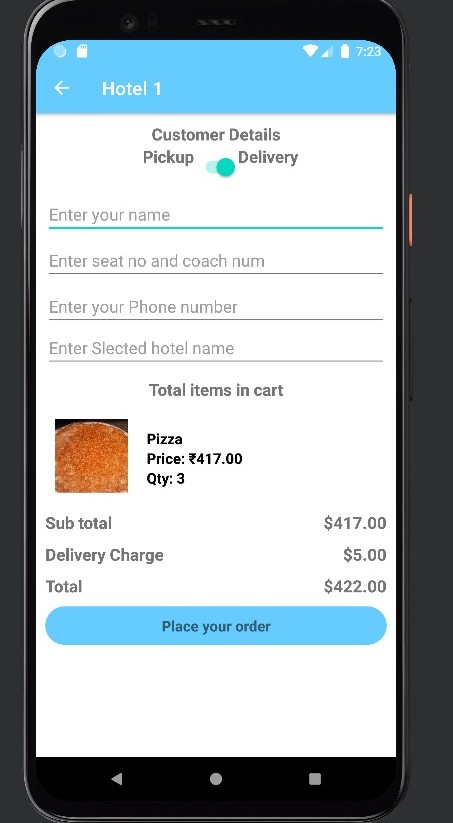 7:23
Hotel 1
Customer Details
Pickup Delivery
Enter your name
Enter seat no and coach num
Enter your Phone number
Enter Slected hotel name
Total items in cart
Pizza
Price: ₹417.00
Qty: 3
Sub total $417.00
Delivery Charge $5.00
Total $422.00
Place your order